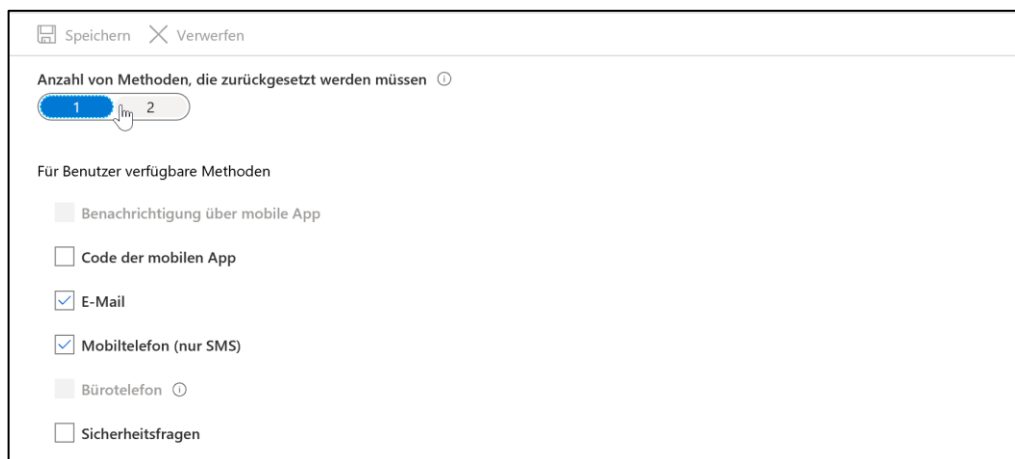 Speichern Verwerfen
Anzahl von Methoden, die zurückgesetzt werden müssen
1 2
Für Benutzer verfügbare Methoden
Benachrichtigung über mobile App
Code der mobilen App
E-Mail
Mobiltelefon (nur SMS)
Bürotelefon
Sicherheitsfragen